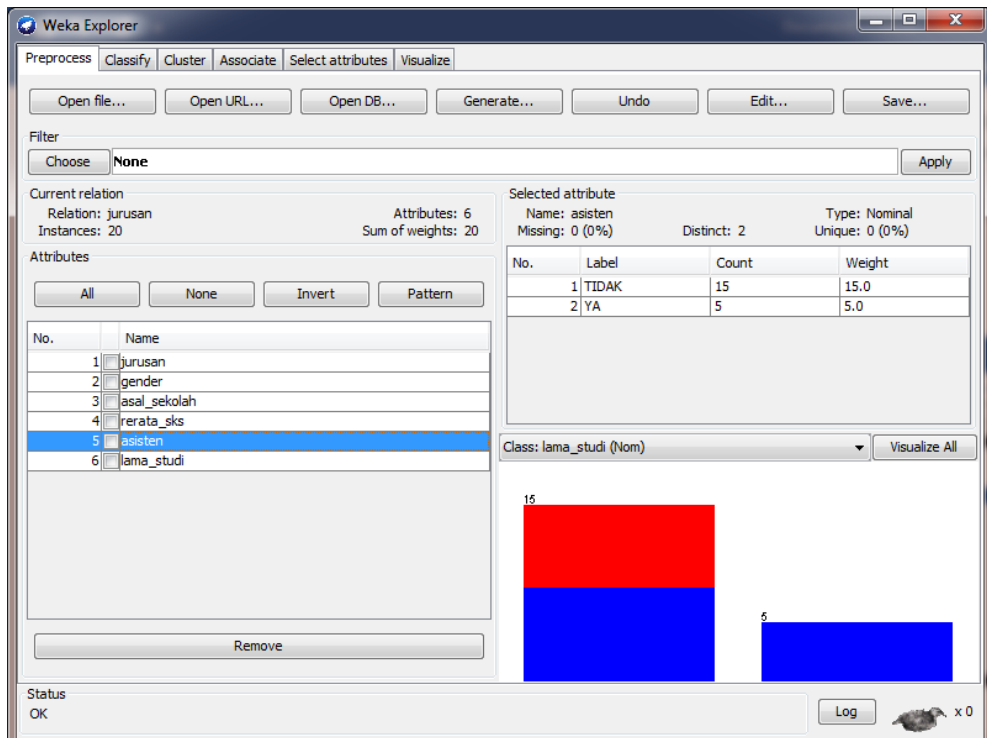 Weka Explorer
Preprocess Classify Cluster Associate Select attributes Visualize
Open file... Open URL... Open DB... Generate... Undo Edit... Save...
Filter
Choose None Apply
Current relation
Relation: jurusan Attributes: 6
Instances: 20 Sum of weights: 20
Attributes
All None Invert Pattern
No. Name
1 jurusan
2 gender
3 asal_sekolah
4 rerata_sks
5 asisten
6 lama_studi
Remove
Selected attribute
Name: asisten Type: Nominal
Missing: 0 (0%) Distinct: 2 Unique: 0 (0%)
No. Label Count Weight
1 TIDAK 15 15.0
2 YA 5 5.0
Class: lama_studi (Nom) Visualize All
15
5
Status
OK
Log x 0